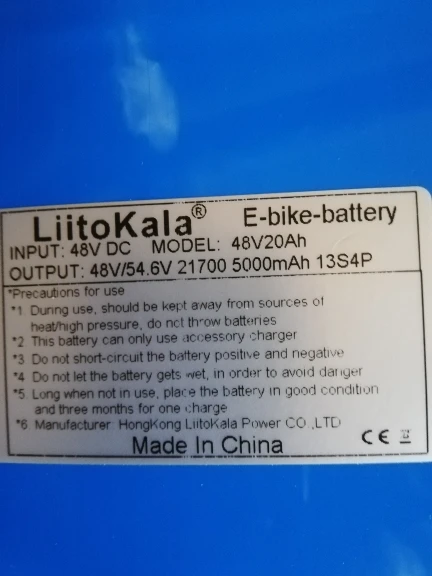 LiitoKala® E-bike-battery
INPUT: 48V DC MODEL: 48V20Ah
OUTPUT: 48V/54.6V 21700 5000mAh 13S4P
*Precautions for use
*1 During use, should be kept away from sources of
heat/high pressure, do not throw batteries
*2 This battery can only use accessory charger
*3 Do not short-circuit the battery positive and negative
*4 Do not let the battery gets wet, in order to avoid danger
*5. Long when not in use, place the battery in good condition
and three months for one charge
*6 Manufacturer: HongKong LiitoKala Power CO.,LTD
Made In China CE